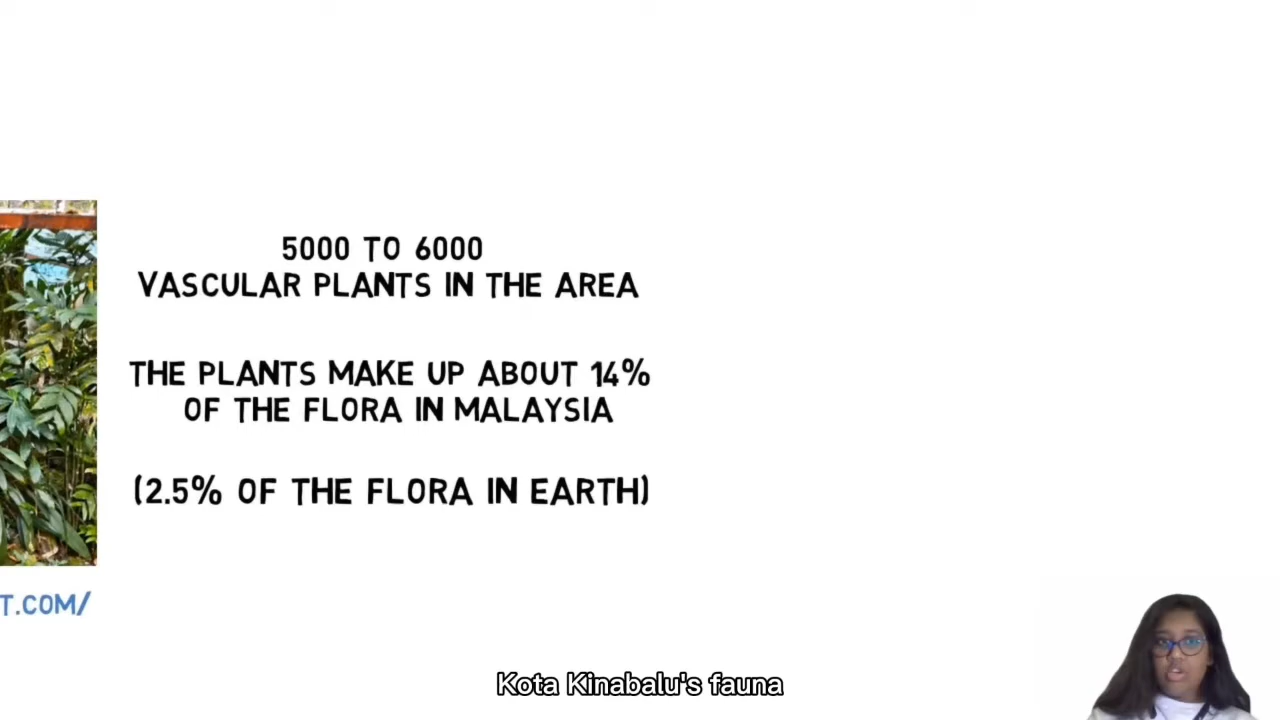 5000 TO 6000
VASCULAR PLANTS IN THE AREA
THE PLANTS MAKE UP ABOUT 14%
OF THE FLORA IN MALAYSIA
(2.5% OF THE FLORA IN EARTH)
T.COM/
Kota Kinabalu's fauna